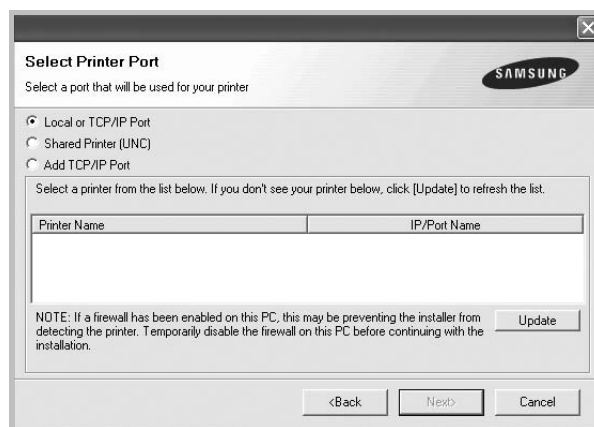 Select Printer Port
Select a port that will be used for your printer
SAMSUNG
Local or TCP/IP Port
Shared Printer (UNC)
Add TCP/IP Port
Select a printer from the list below. If you don't see your printer below, click [Update] to refresh the list.
Printer Name IP/Port Name
NOTE: If a firewall has been enabled on this PC, this may be preventing the installer from
detecting the printer. Temporarily disable the firewall on this PC before continuing with the
installation.
Update
<Back Next> Cancel